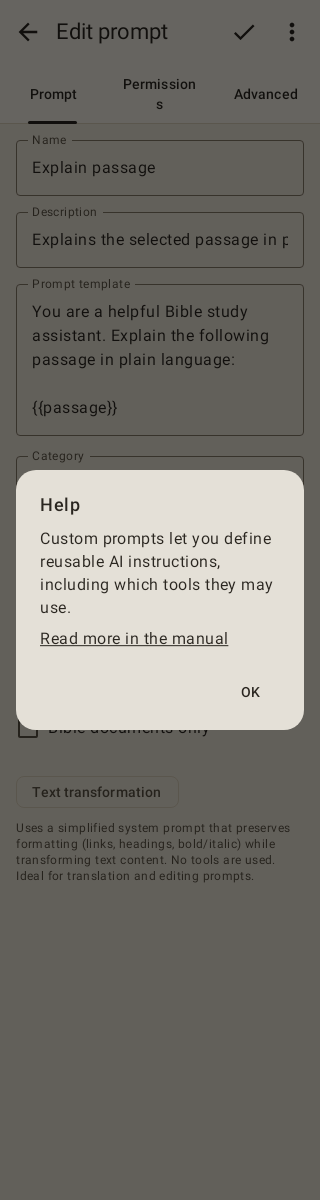 Edit prompt
Prompt
Permission
s
Advanced
Name
Explain passage
Description
Explains the selected passage in p
Prompt template
You are a helpful Bible study
assistant. Explain the following
passage in plain language:
{{passage}}
Category
Help
Custom prompts let you define
reusable AI instructions,
including which tools they may
use.
Read more in the manual
OK
Bible documents only
Text transformation
Uses a simplified system prompt that preserves
formatting (links, headings, bold/italic) while
transforming text content. No tools are used.
Ideal for translation and editing prompts.